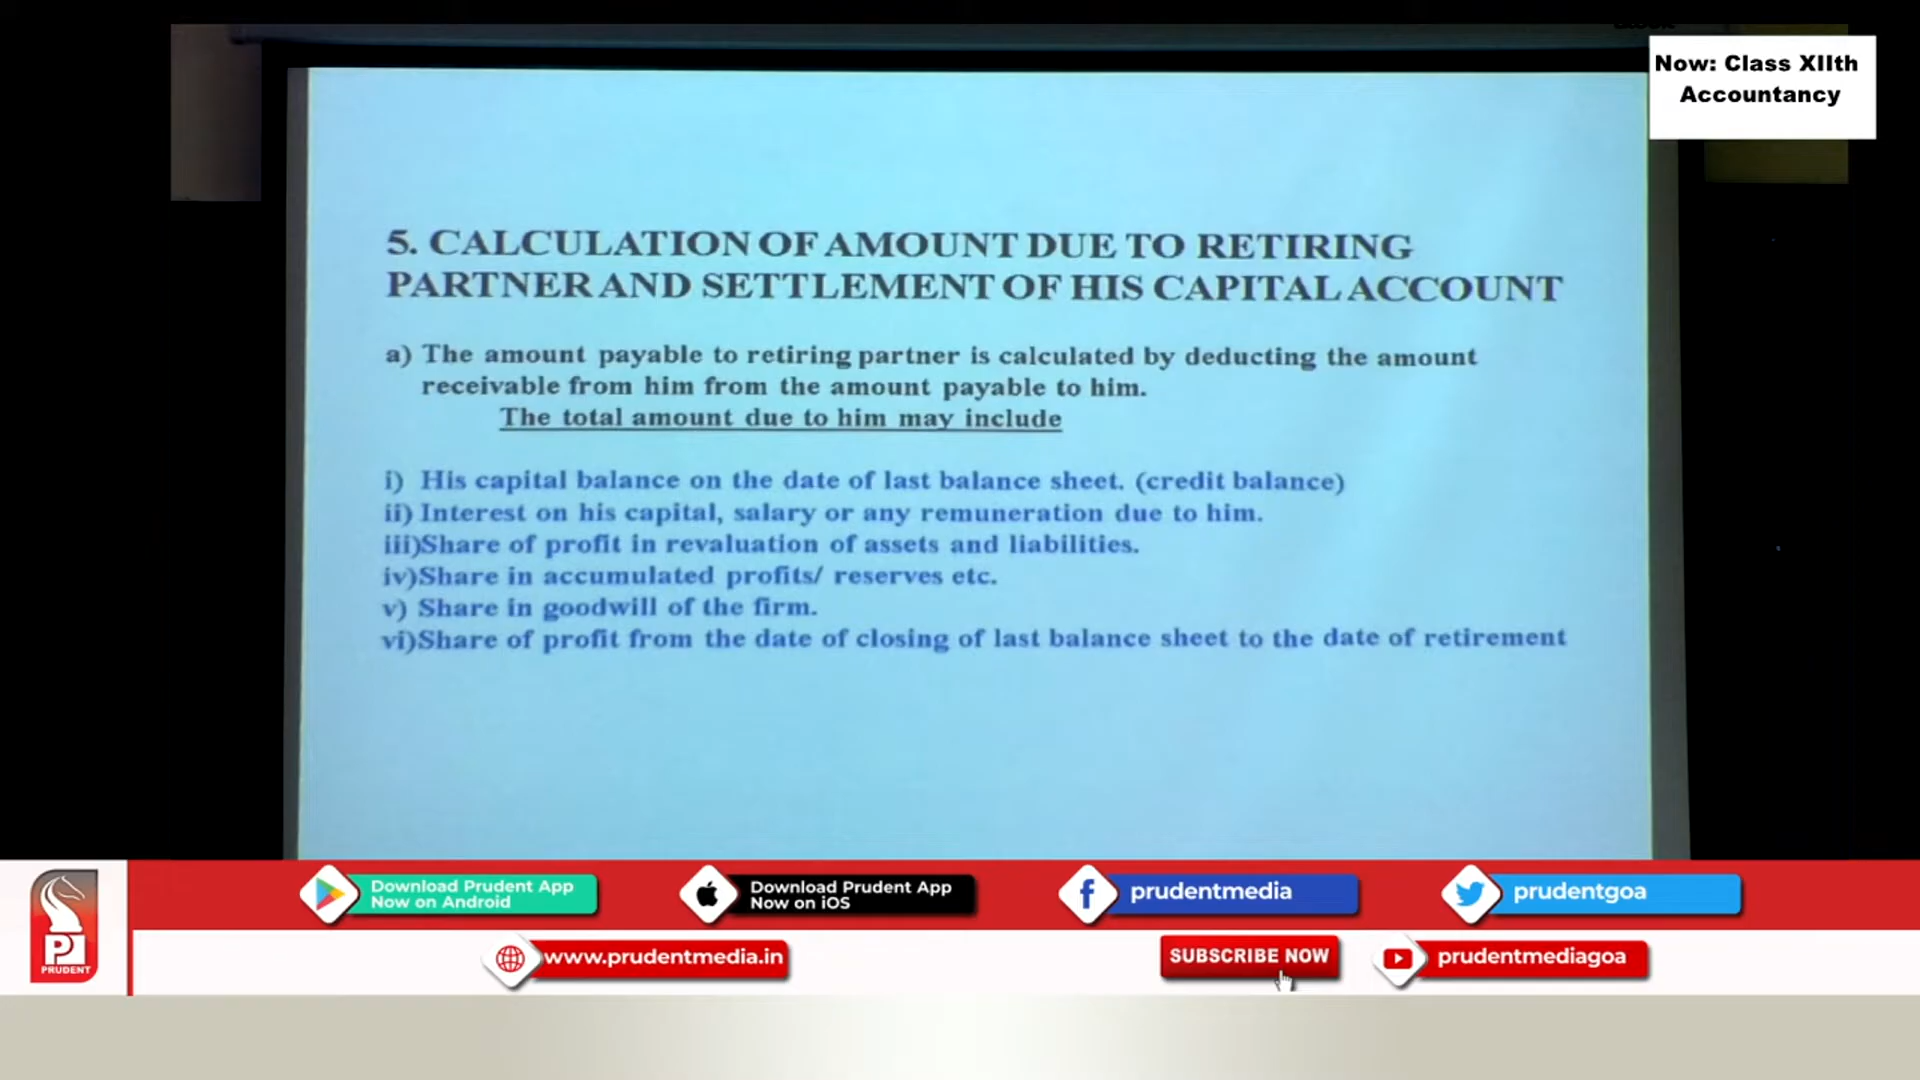 Now: Class XIIth
Accountancy
5. CALCULATION OF AMOUNT DUE TO RETIRING
PARTNER AND SETTLEMENT OF HIS CAPITAL ACCOUNT
a) The amount payable to retiring partner is calculated by deducting the amount
receivable from him from the amount payable to him.
The total amount due to him may include
i) His capital balance on the date of last balance sheet. (credit balance)
ii) Interest on his capital, salary or any remuneration due to him.
iii)Share of profit in revaluation of assets and liabilities.
iv)Share in accumulated profits/ reserves etc.
v) Share in goodwill of the firm.
vi)Share of profit from the date of closing of last balance sheet to the date of retirement
Download Prudent App
Now on Android
Download Prudent App
Now on iOS
prudentmedia
prudentgoa
PRUDENT
www.prudentmedia.in
SUBSCRIBE NOW
prudentmediagoa